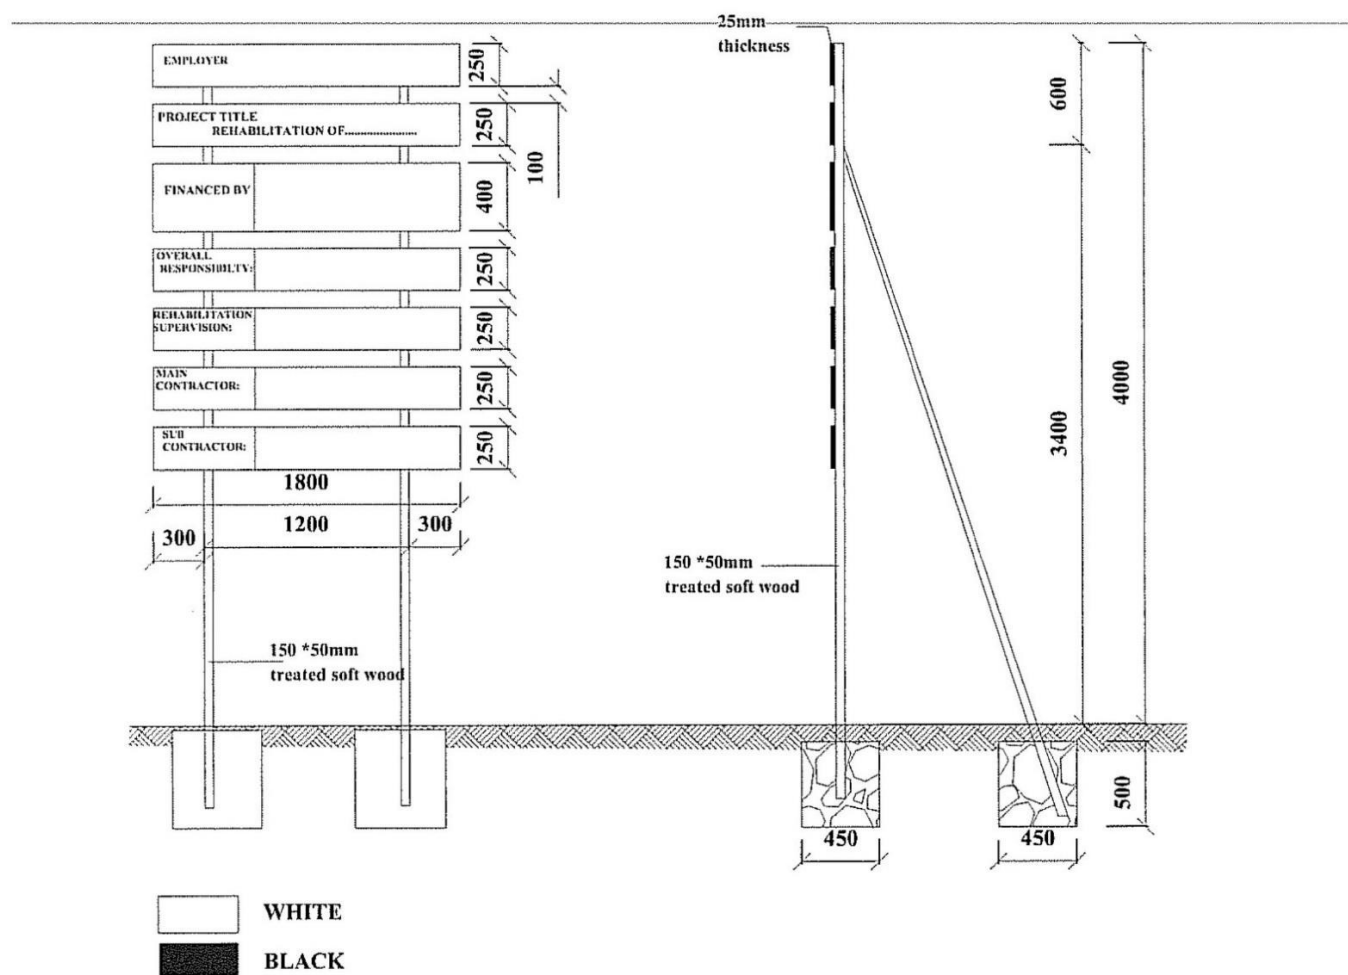 25mm
thickness
EMPLOYER
250
PROJECT TITLE
REHABILITATION OF........................
250
100
FINANCED BY
400
OVERALL
RESPONSIBILTY:
250
REHABILITATION
SUPERVISION:
250
MAIN
CONTRACTOR:
250
SUB
CONTRACTOR:
250
1800
300
1200
300
150 *50mm
treated soft wood
150 *50mm
treated soft wood
600
3400
4000
500
450
450
WHITE
BLACK